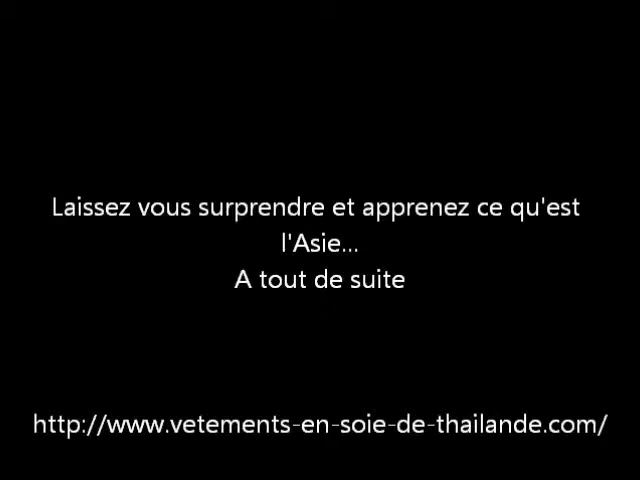 Laissez vous surprendre et apprenez ce qu'est
l'Asie...
A tout de suite
http://www.vetements-en-soie-de-thailande.com/